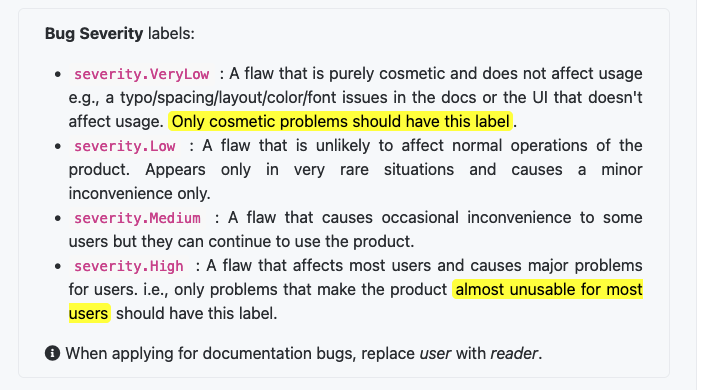 Bug Severity labels:
• severity.VeryLow : A flaw that is purely cosmetic and does not affect usage
e.g., a typo/spacing/layout/color/font issues in the docs or the UI that doesn't
affect usage. Only cosmetic problems should have this label.
• severity.Low : A flaw that is unlikely to affect normal operations of the
product. Appears only in very rare situations and causes a minor
inconvenience only.
• severity.Medium : A flaw that causes occasional inconvenience to some
users but they can continue to use the product.
• severity.High : A flaw that affects most users and causes major problems
for users. i.e., only problems that make the product almost unusable for most
users should have this label.
When applying for documentation bugs, replace user with reader.